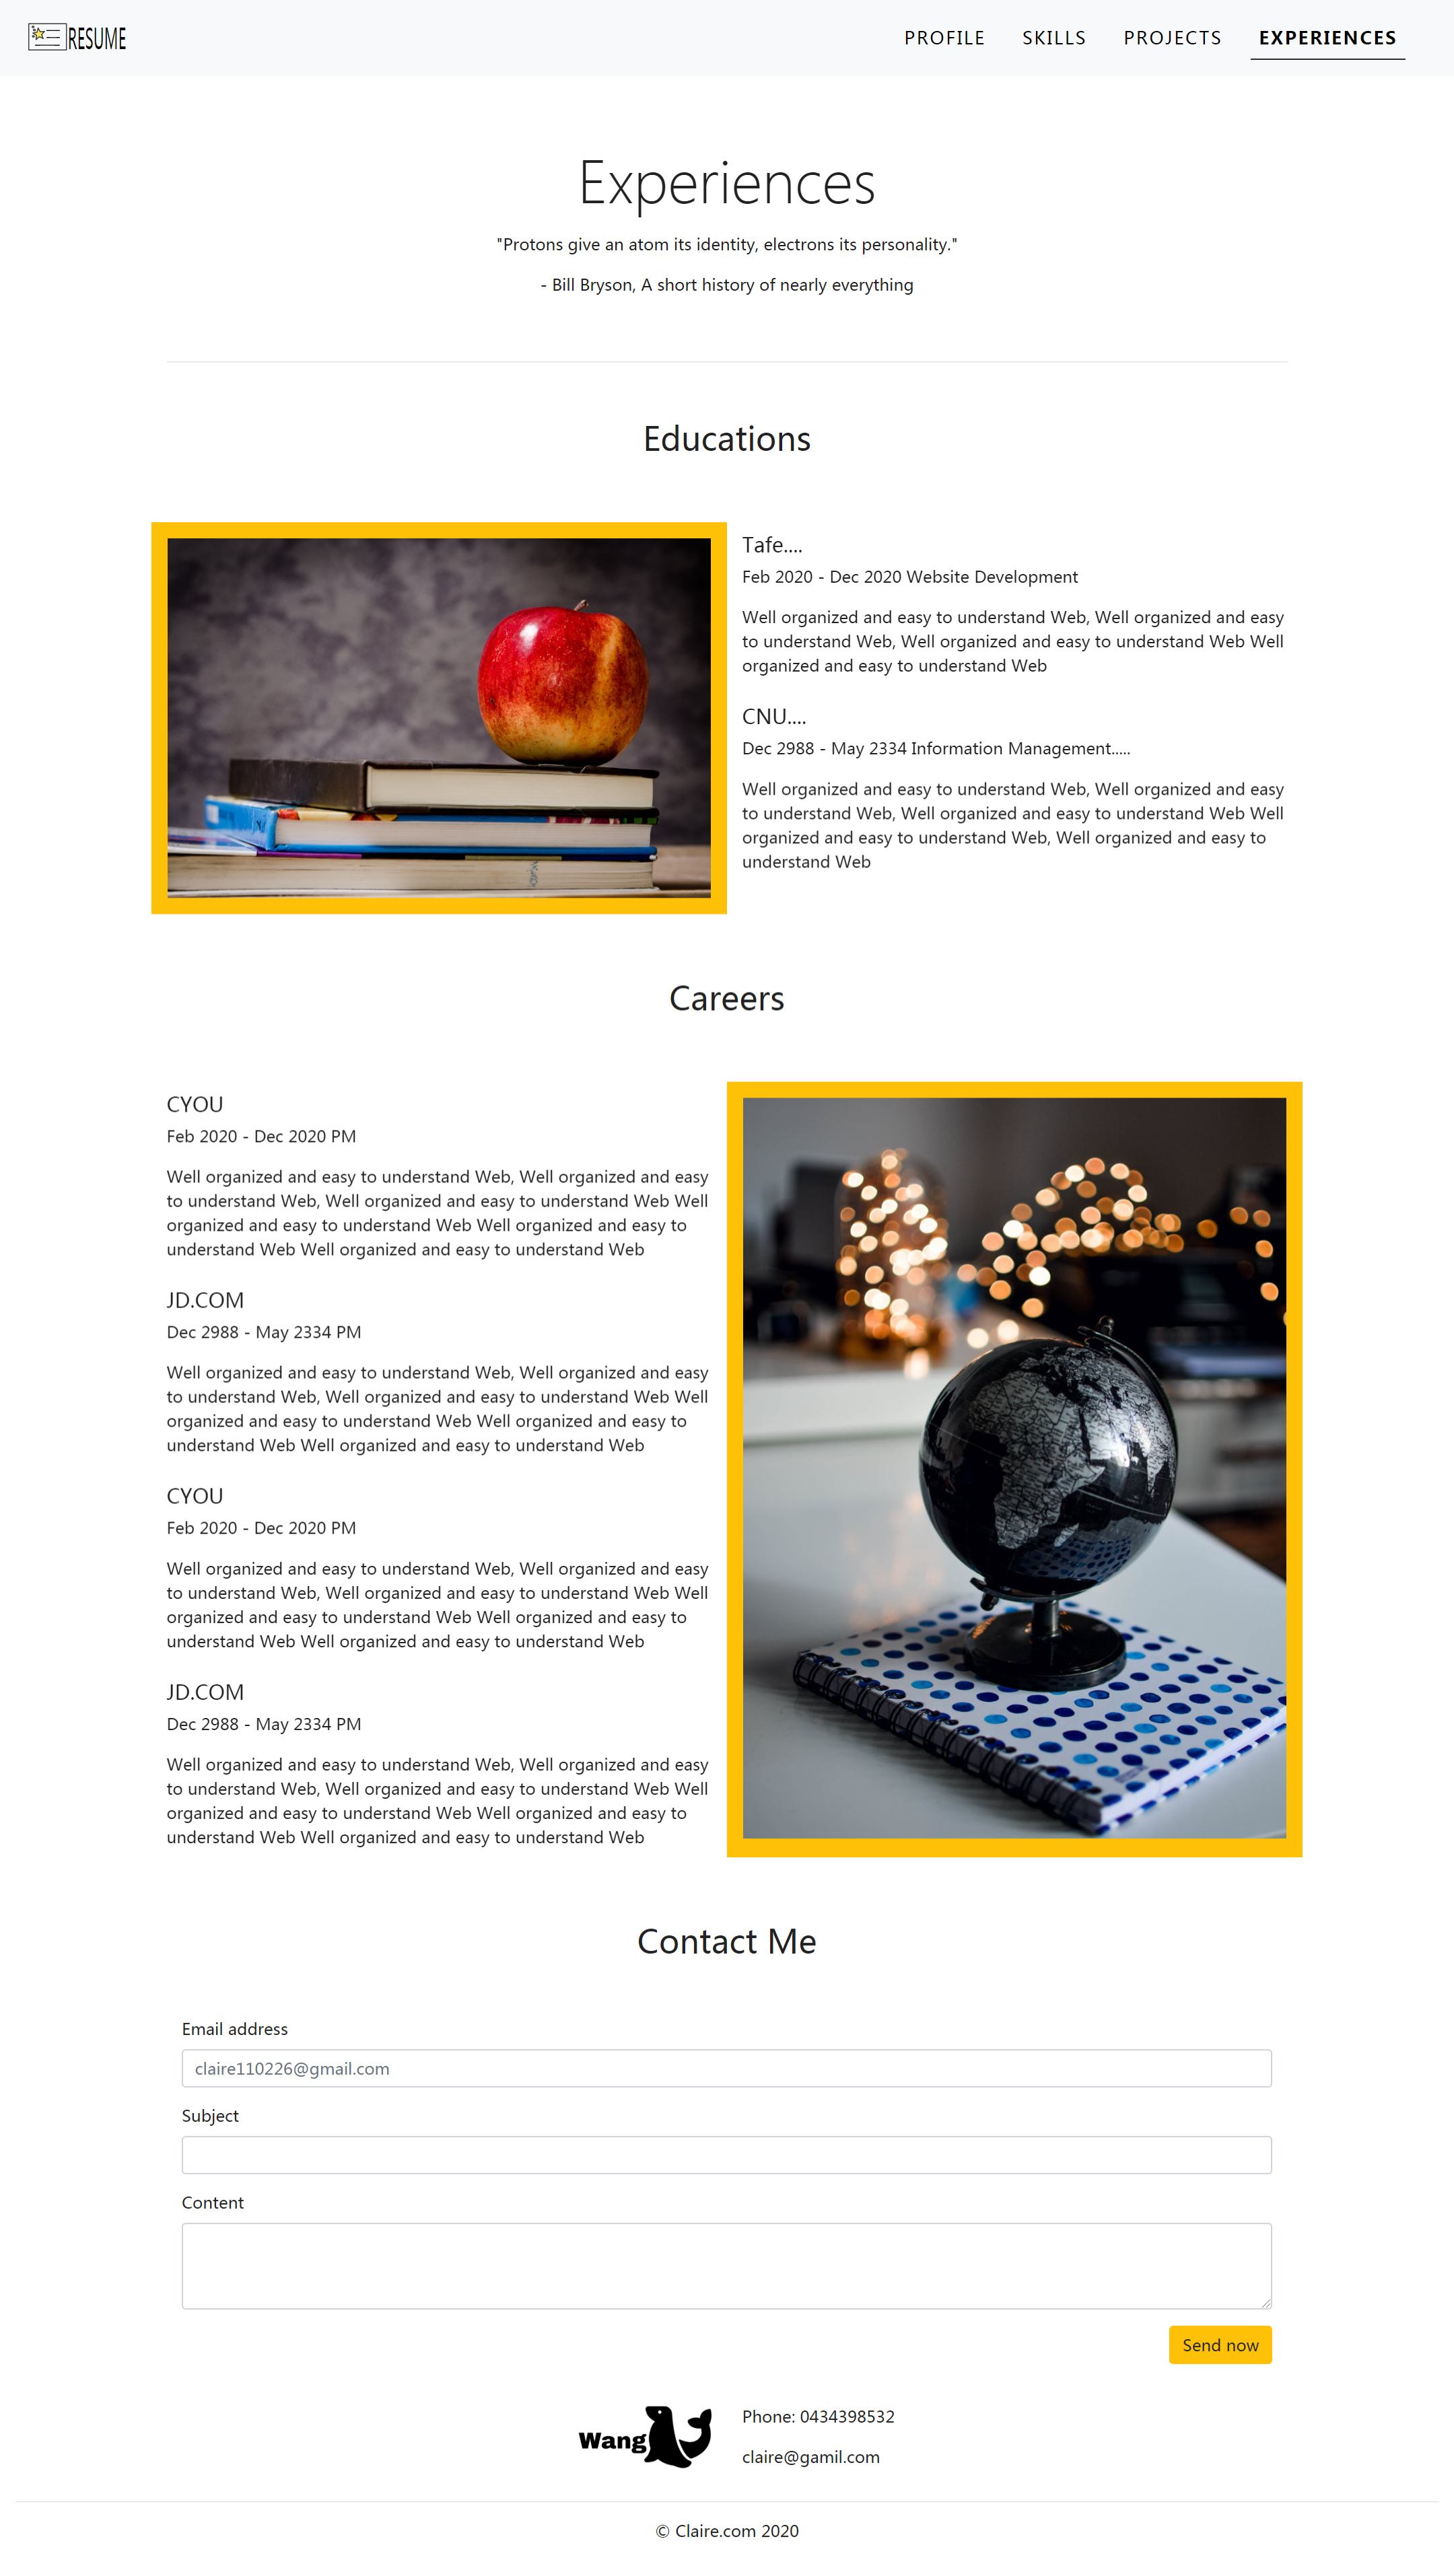 RESUME
PROFILE SKILLS PROJECTS EXPERIENCES
Experiences
"Protons give an atom its identity, electrons its personality."
- Bill Bryson, A short history of nearly everything
Educations
Tafe....
Feb 2020 - Dec 2020 Website Development
Well organized and easy to understand Web, Well organized and easy
to understand Web, Well organized and easy to understand Web Well
organized and easy to understand Web
CNU....
Dec 2988 - May 2334 Information Management.....
Well organized and easy to understand Web, Well organized and easy
to understand Web, Well organized and easy to understand Web Well
organized and easy to understand Web, Well organized and easy to
understand Web
Careers
CYOU
Feb 2020 - Dec 2020 PM
Well organized and easy to understand Web, Well organized and easy
to understand Web, Well organized and easy to understand Web Well
organized and easy to understand Web Well organized and easy to
understand Web Well organized and easy to understand Web
JD.COM
Dec 2988 - May 2334 PM
Well organized and easy to understand Web, Well organized and easy
to understand Web, Well organized and easy to understand Web Well
organized and easy to understand Web Well organized and easy to
understand Web Well organized and easy to understand Web
CYOU
Feb 2020 - Dec 2020 PM
Well organized and easy to understand Web, Well organized and easy
to understand Web, Well organized and easy to understand Web Well
organized and easy to understand Web Well organized and easy to
understand Web Well organized and easy to understand Web
JD.COM
Dec 2988 - May 2334 PM
Well organized and easy to understand Web, Well organized and easy
to understand Web, Well organized and easy to understand Web Well
organized and easy to understand Web Well organized and easy to
understand Web Well organized and easy to understand Web
Contact Me
Email address
claire110226@gmail.com
Subject
Content
Send now
Wang
Phone: 0434398532
claire@gamil.com
© Claire.com 2020